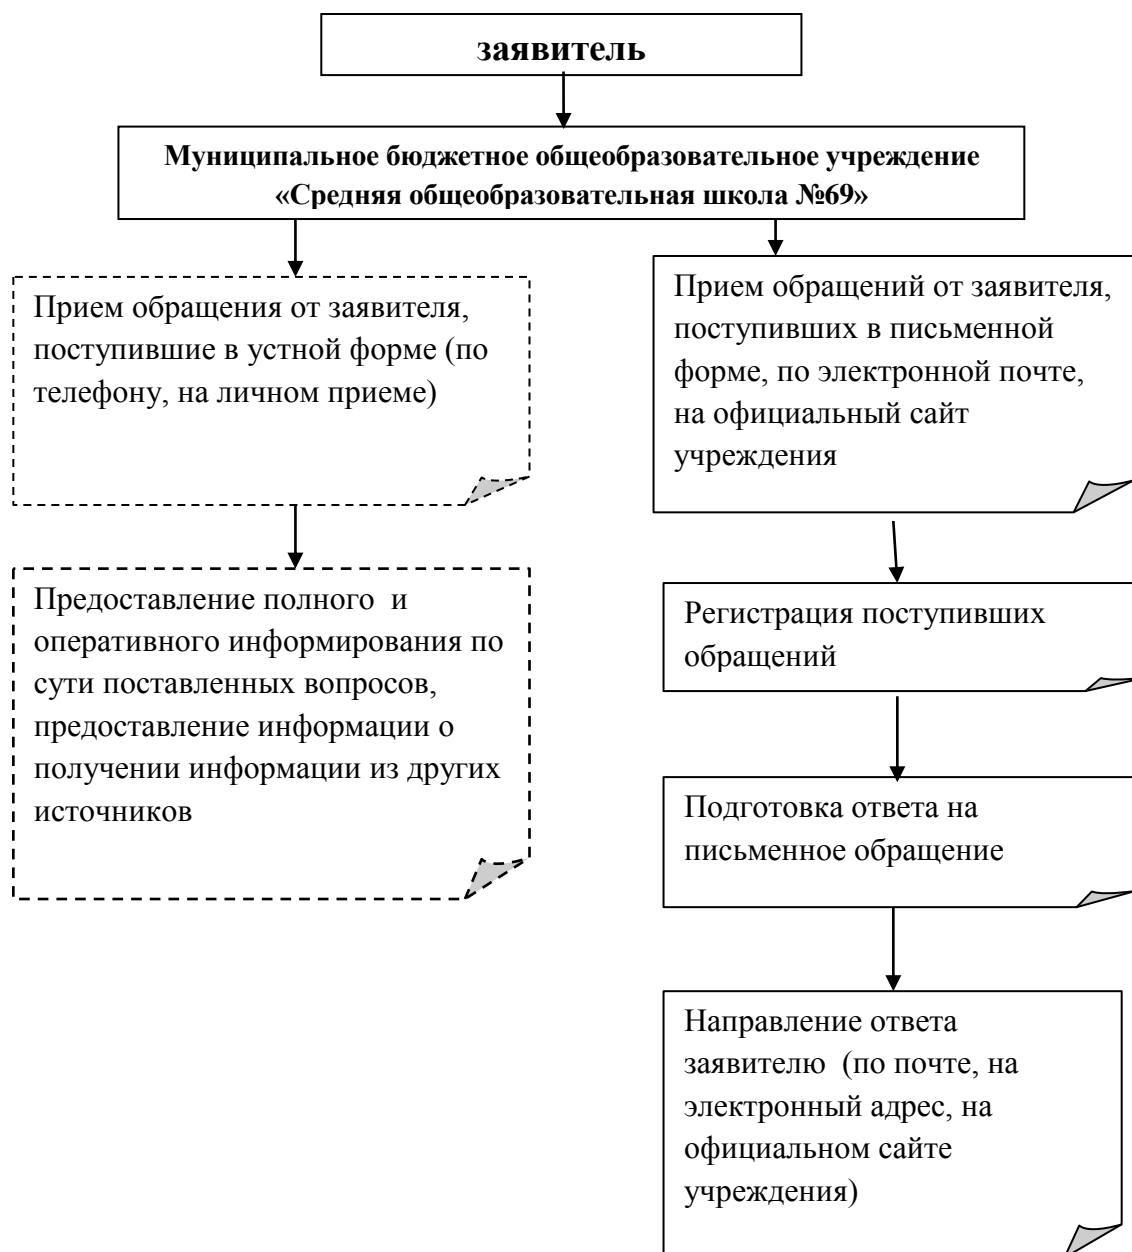 заявитель
Муниципальное бюджетное общеобразовательное учреждение
«Средняя общеобразовательная школа №69»
Прием обращения от заявителя,
поступившие в устной форме (по
телефону, на личном приеме)
Предоставление полного  и
оперативного информирования по
сути поставленных вопросов,
предоставление информации о
получении информации из других
источников
Прием обращений от заявителя,
поступивших в письменной
форме, по электронной почте,
на официальный сайт
учреждения
Регистрация поступивших
обращений
Подготовка ответа на
письменное обращение
Направление ответа
заявителю  (по почте, на
электронный адрес, на
официальном сайте
учреждения)